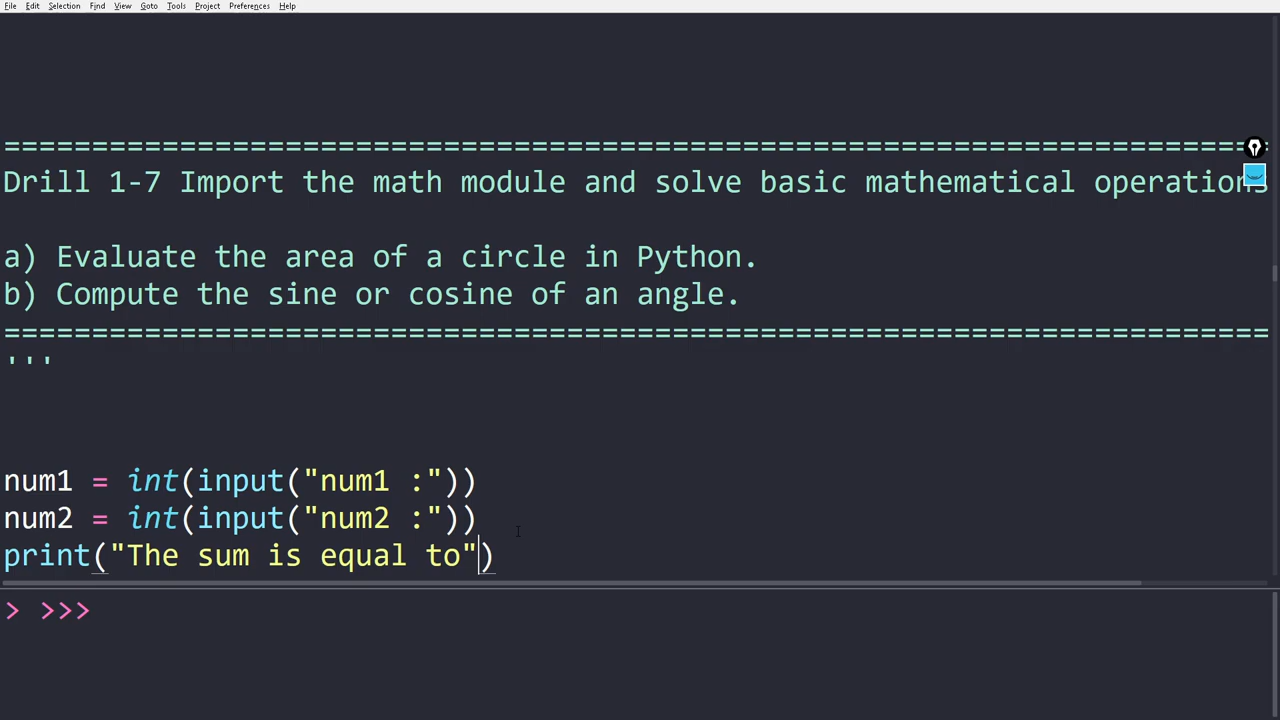 File Edit Selection Find View Goto Tools Project Preferences Help
========================================================================
Drill 1-7 Import the math module and solve basic mathematical operations
a) Evaluate the area of a circle in Python.
b) Compute the sine or cosine of an angle.
========================================================================
'''
num1 = int(input("num1 :"))
num2 = int(input("num2 :"))
print("The sum is equal to")
> >>>